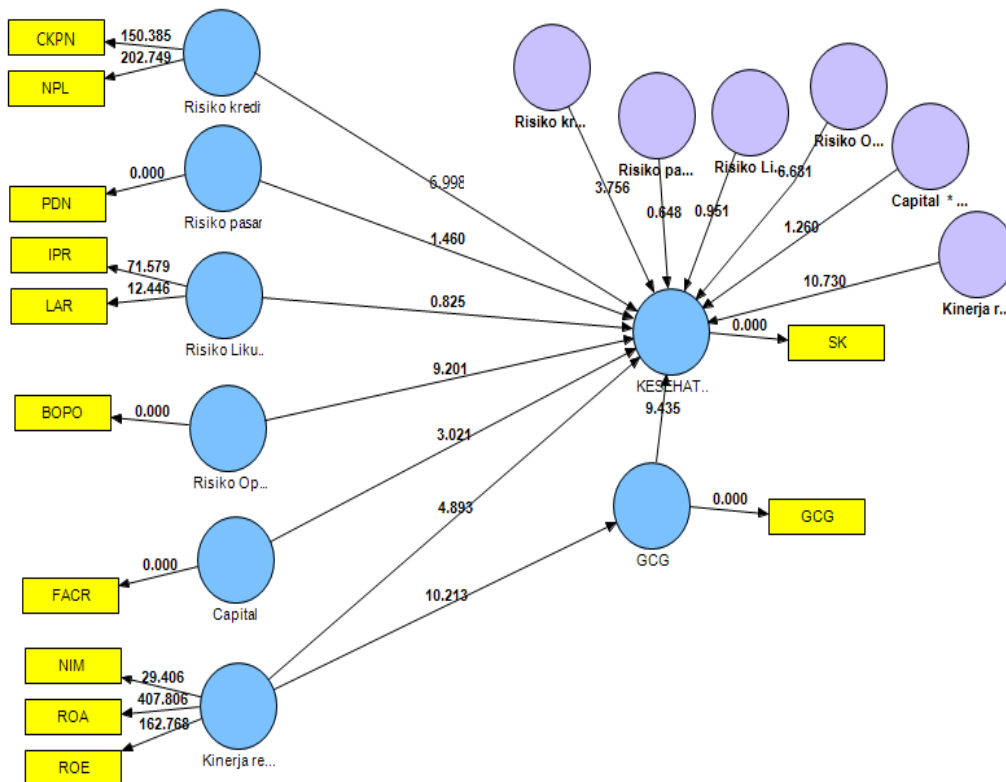 CKPN
150.385
202.749
NPL
Risiko kredi
Risiko kr...
Risiko pa...
Risiko Li...
Risiko O...
Capital * ...
Kinerja r...
3.756
0.648
0.951
6.681
1.260
10.730
6.998
PDN
0.000
Risiko pasar
1.460
IPR
71.579
12.446
LAR
Risiko Liku..
0.825
0.000
SK
KESEHAT..
BOPO
0.000
9.201
Risiko Op...
9.435
3.021
4.893
0.000
GCG
GCG
FACR
0.000
Capital
10.213
NIM
29.406
407.806
ROA
162.768
ROE
Kinerja re...